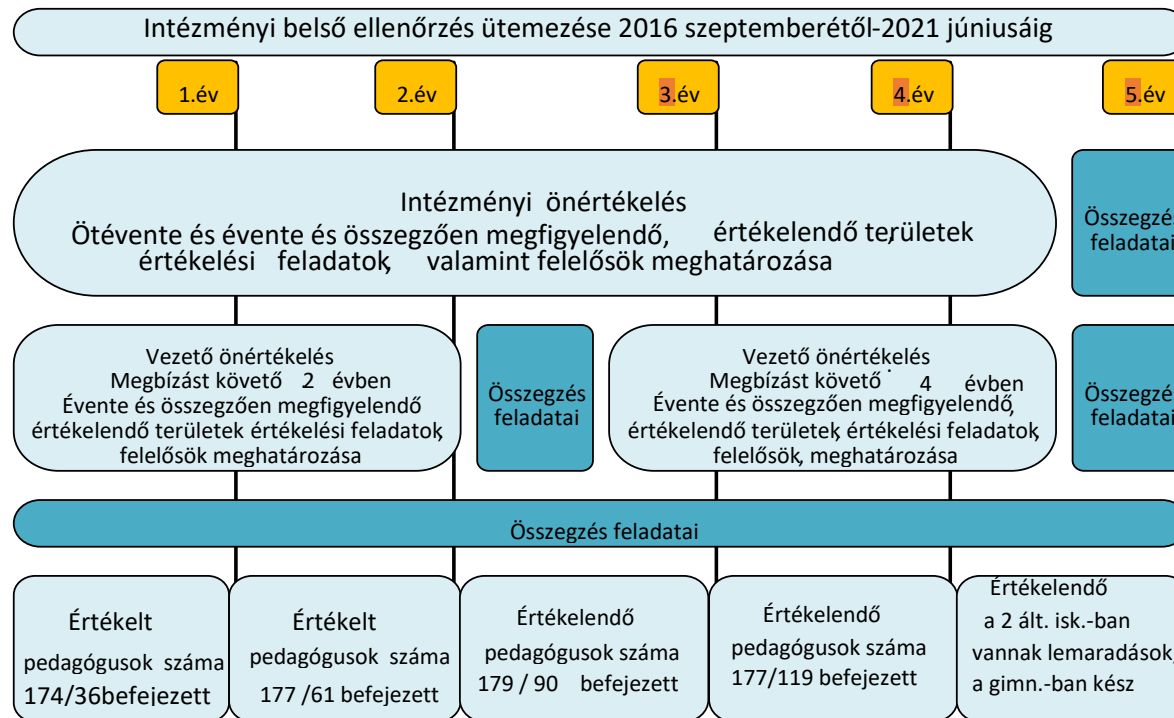 Intézményi belső ellenőrzés ütemezése 2016 szeptemberétől-2021 júniusáig
1.év
2.év
3.év
4.év
5.év
Intézményi önértékelés
Ötévente és évente és összegzően megfigyelendő, értékelendő területek,
értékelési feladatok, valamint felelősök meghatározása
Összegzés
feladatai
Vezető önértékelés
Megbízást követő 2 évben
Évente és összegzően megfigyelendő
értékelendő területek értékelési feladatok,
felelősök meghatározása
Összegzés
feladatai
Vezető önértékelés
Megbízást követő 4 évben
Évente és összegzően megfigyelendő,
értékelendő területek, értékelési feladatok,
felelősök, meghatározása
Összegzés
feladatai
Összegzés feladatai
Értékelt
pedagógusok száma
174/36befejezett
Értékelt
pedagógusok száma
177 /61 befejezett
Értékelendő
pedagógusok száma
179 / 90 befejezett
Értékelendő
pedagógusok száma
177/119 befejezett
Értékelendő
a 2 ált. isk.-ban
vannak lemaradások,
a gimn.-ban kész